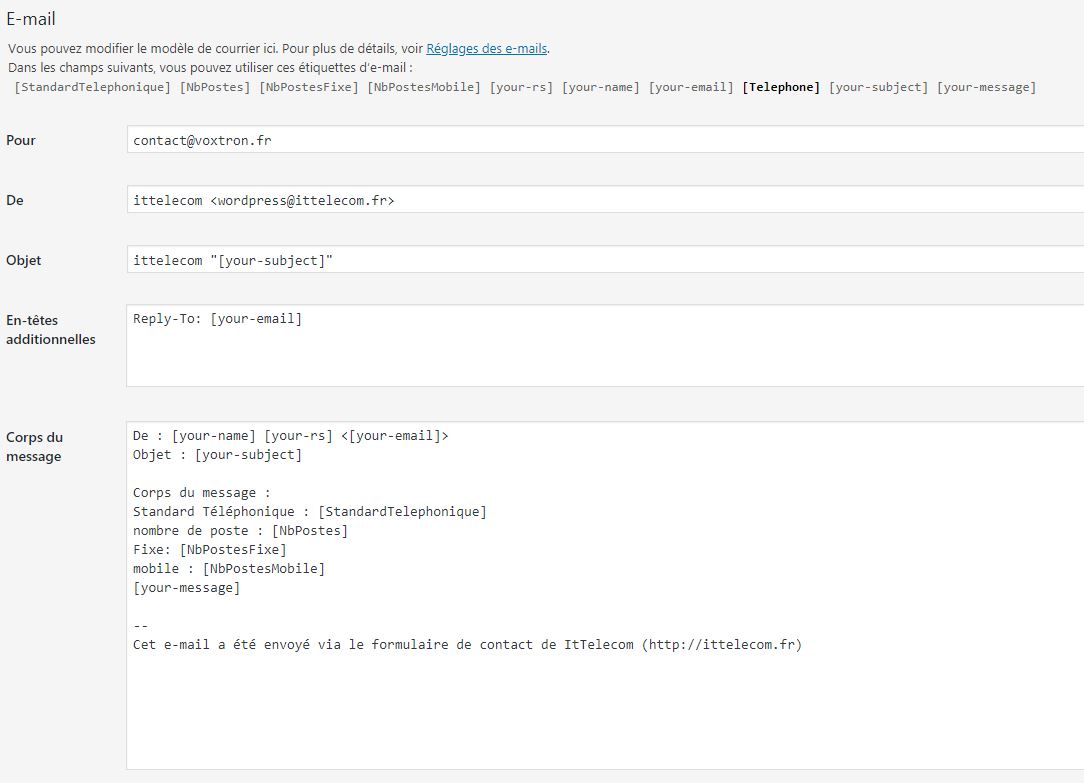 E-mail
Vous pouvez modifier le modèle de courrier ici. Pour plus de détails, voir Réglages des e-mails.
Dans les champs suivants, vous pouvez utiliser ces étiquettes d'e-mail :
[StandardTelephonique] [NbPostes] [NbPostesFixe] [NbPostesMobile] [your-rs] [your-name] [your-email] [Telephone] [your-subject] [your-message]
Pour
contact@voxtron.fr
De
ittelecom <wordpress@ittelecom.fr>
Objet
ittelecom "[your-subject]"
En-têtes
additionnelles
Reply-To: [your-email]
Corps du
message
De : [your-name] [your-rs] <[your-email]>
Objet : [your-subject]
Corps du message :
Standard Téléphonique : [StandardTelephonique]
nombre de poste : [NbPostes]
Fixe: [NbPostesFixe]
mobile : [NbPostesMobile]
[your-message]
--
Cet e-mail a été envoyé via le formulaire de contact de ItTelecom (http://ittelecom.fr)